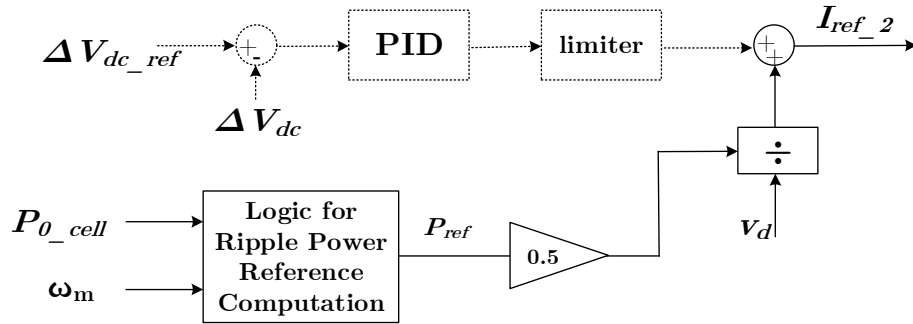 ΔV_dc_ref
+
-
PID
limiter
+
+
I_ref_2
ΔV_dc
÷
P_0_cell
ω_m
Logic for
Ripple Power
Reference
Computation
P_ref
0.5
v_d